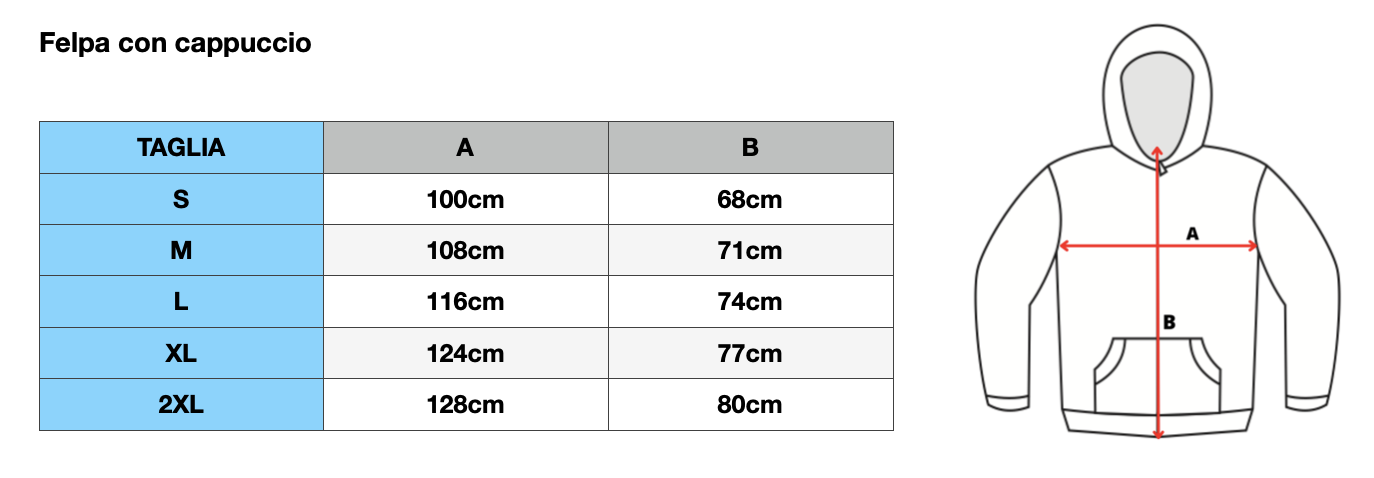 Felpa con cappuccio
TAGLIA A B
S 100cm 68cm
M 108cm 71cm
L 116cm 74cm
XL 124cm 77cm
2XL 128cm 80cm
A
B